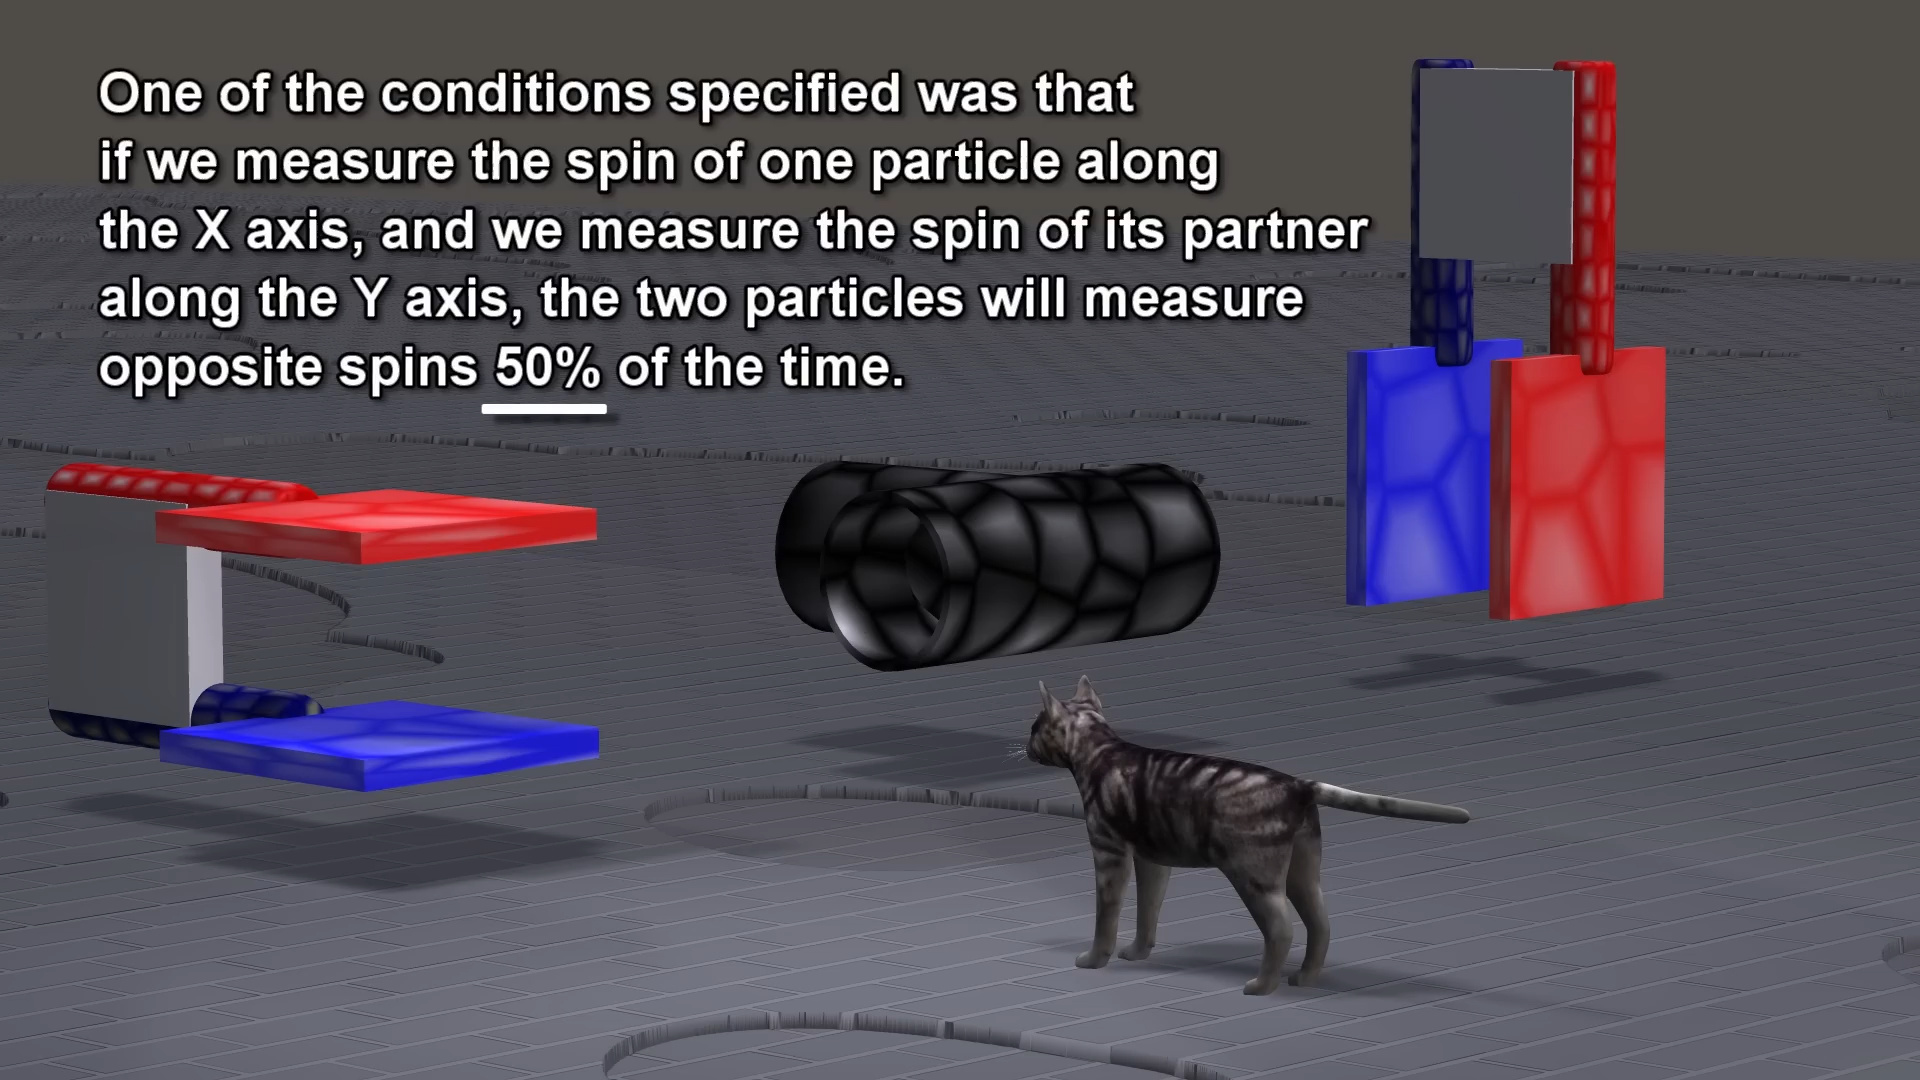 One of the conditions specified was that
if we measure the spin of one particle along
the X axis, and we measure the spin of its partner
along the Y axis, the two particles will measure
opposite spins 50% of the time.